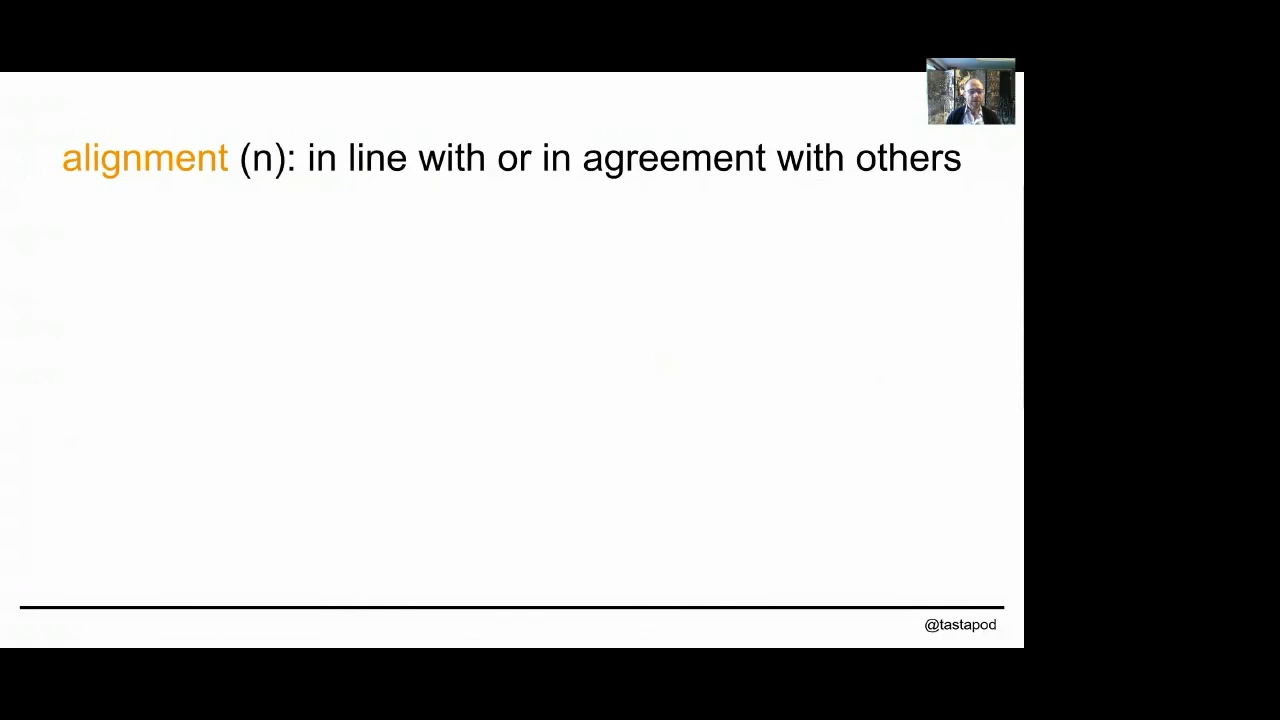 alignment (n): in line with or in agreement with others
@tastapod